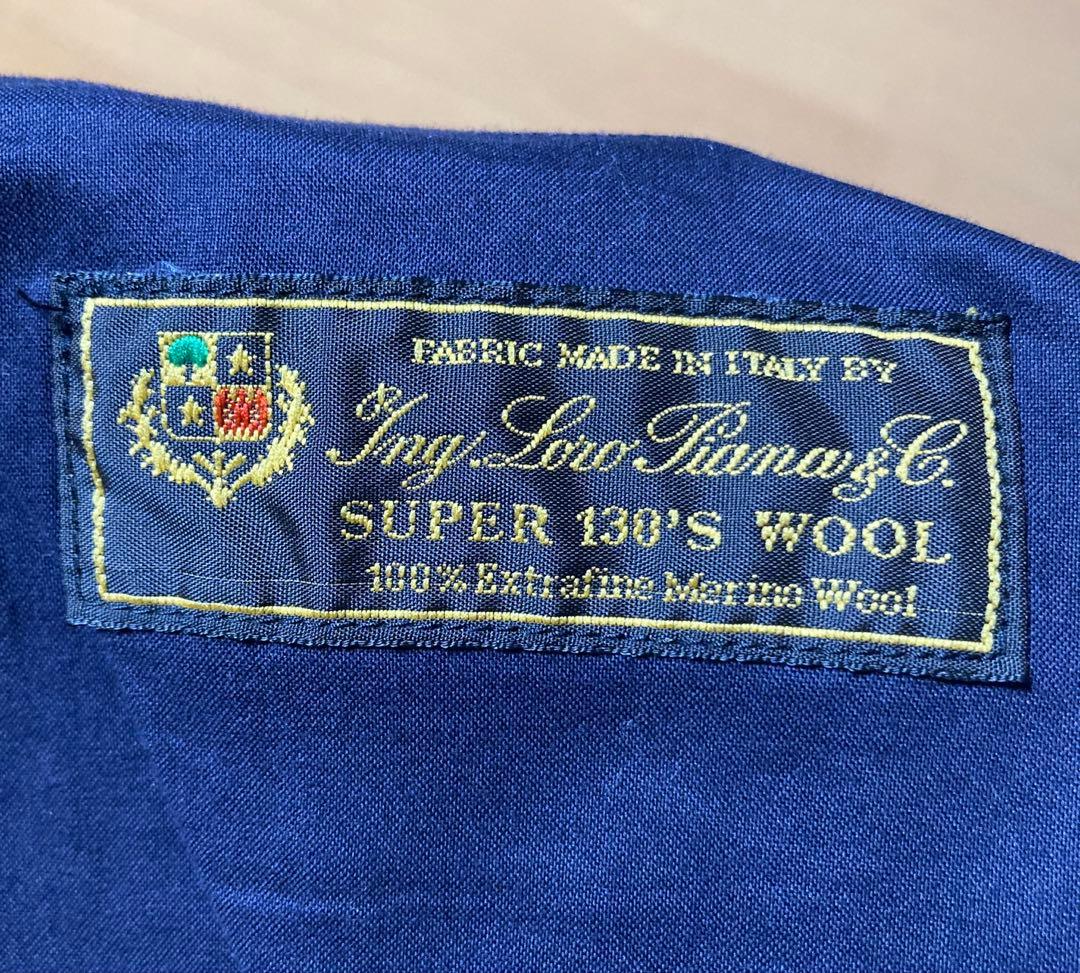 FABRIC MADE IN ITALY BY
Ing. Loro Piana & C.
SUPER 130'S WOOL
100% Extrafine Merino Wool